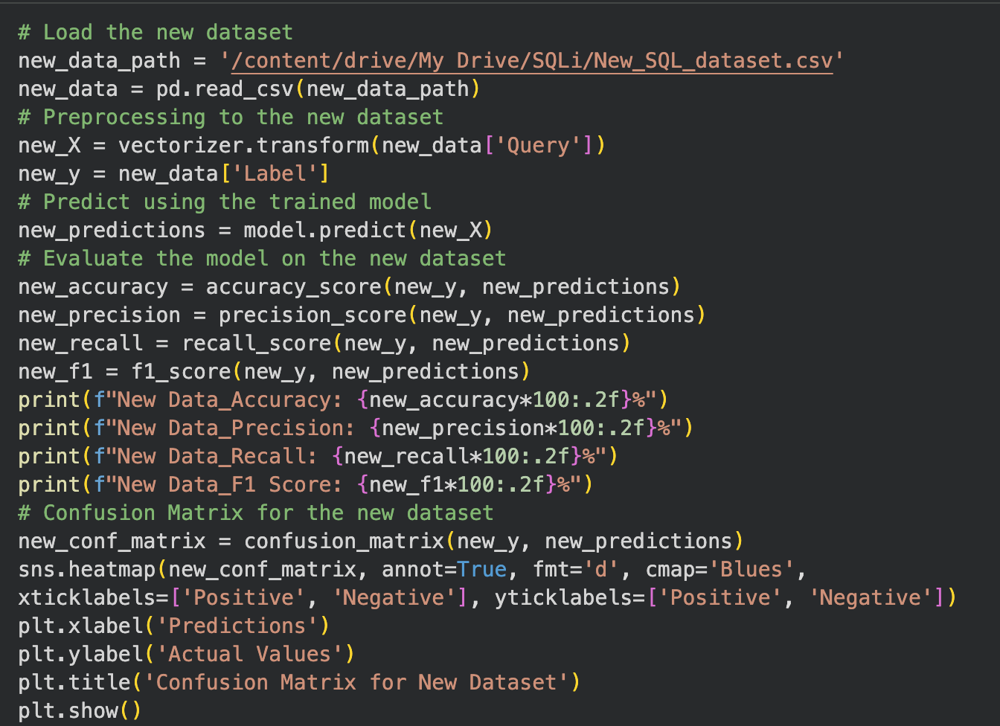 # Load the new dataset
new_data_path = '/content/drive/My Drive/SQLi/New_SQL_dataset.csv'
new_data = pd.read_csv(new_data_path)
# Preprocessing to the new dataset
new_X = vectorizer.transform(new_data['Query'])
new_y = new_data['Label']
# Predict using the trained model
new_predictions = model.predict(new_X)
# Evaluate the model on the new dataset
new_accuracy = accuracy_score(new_y, new_predictions)
new_precision = precision_score(new_y, new_predictions)
new_recall = recall_score(new_y, new_predictions)
new_f1 = f1_score(new_y, new_predictions)
print(f"New Data_Accuracy: {new_accuracy*100:.2f}%")
print(f"New Data_Precision: {new_precision*100:.2f}%")
print(f"New Data_Recall: {new_recall*100:.2f}%")
print(f"New Data_F1 Score: {new_f1*100:.2f}%")
# Confusion Matrix for the new dataset
new_conf_matrix = confusion_matrix(new_y, new_predictions)
sns.heatmap(new_conf_matrix, annot=True, fmt='d', cmap='Blues',
xticklabels=['Positive', 'Negative'], yticklabels=['Positive', 'Negative'])
plt.xlabel('Predictions')
plt.ylabel('Actual Values')
plt.title('Confusion Matrix for New Dataset')
plt.show()